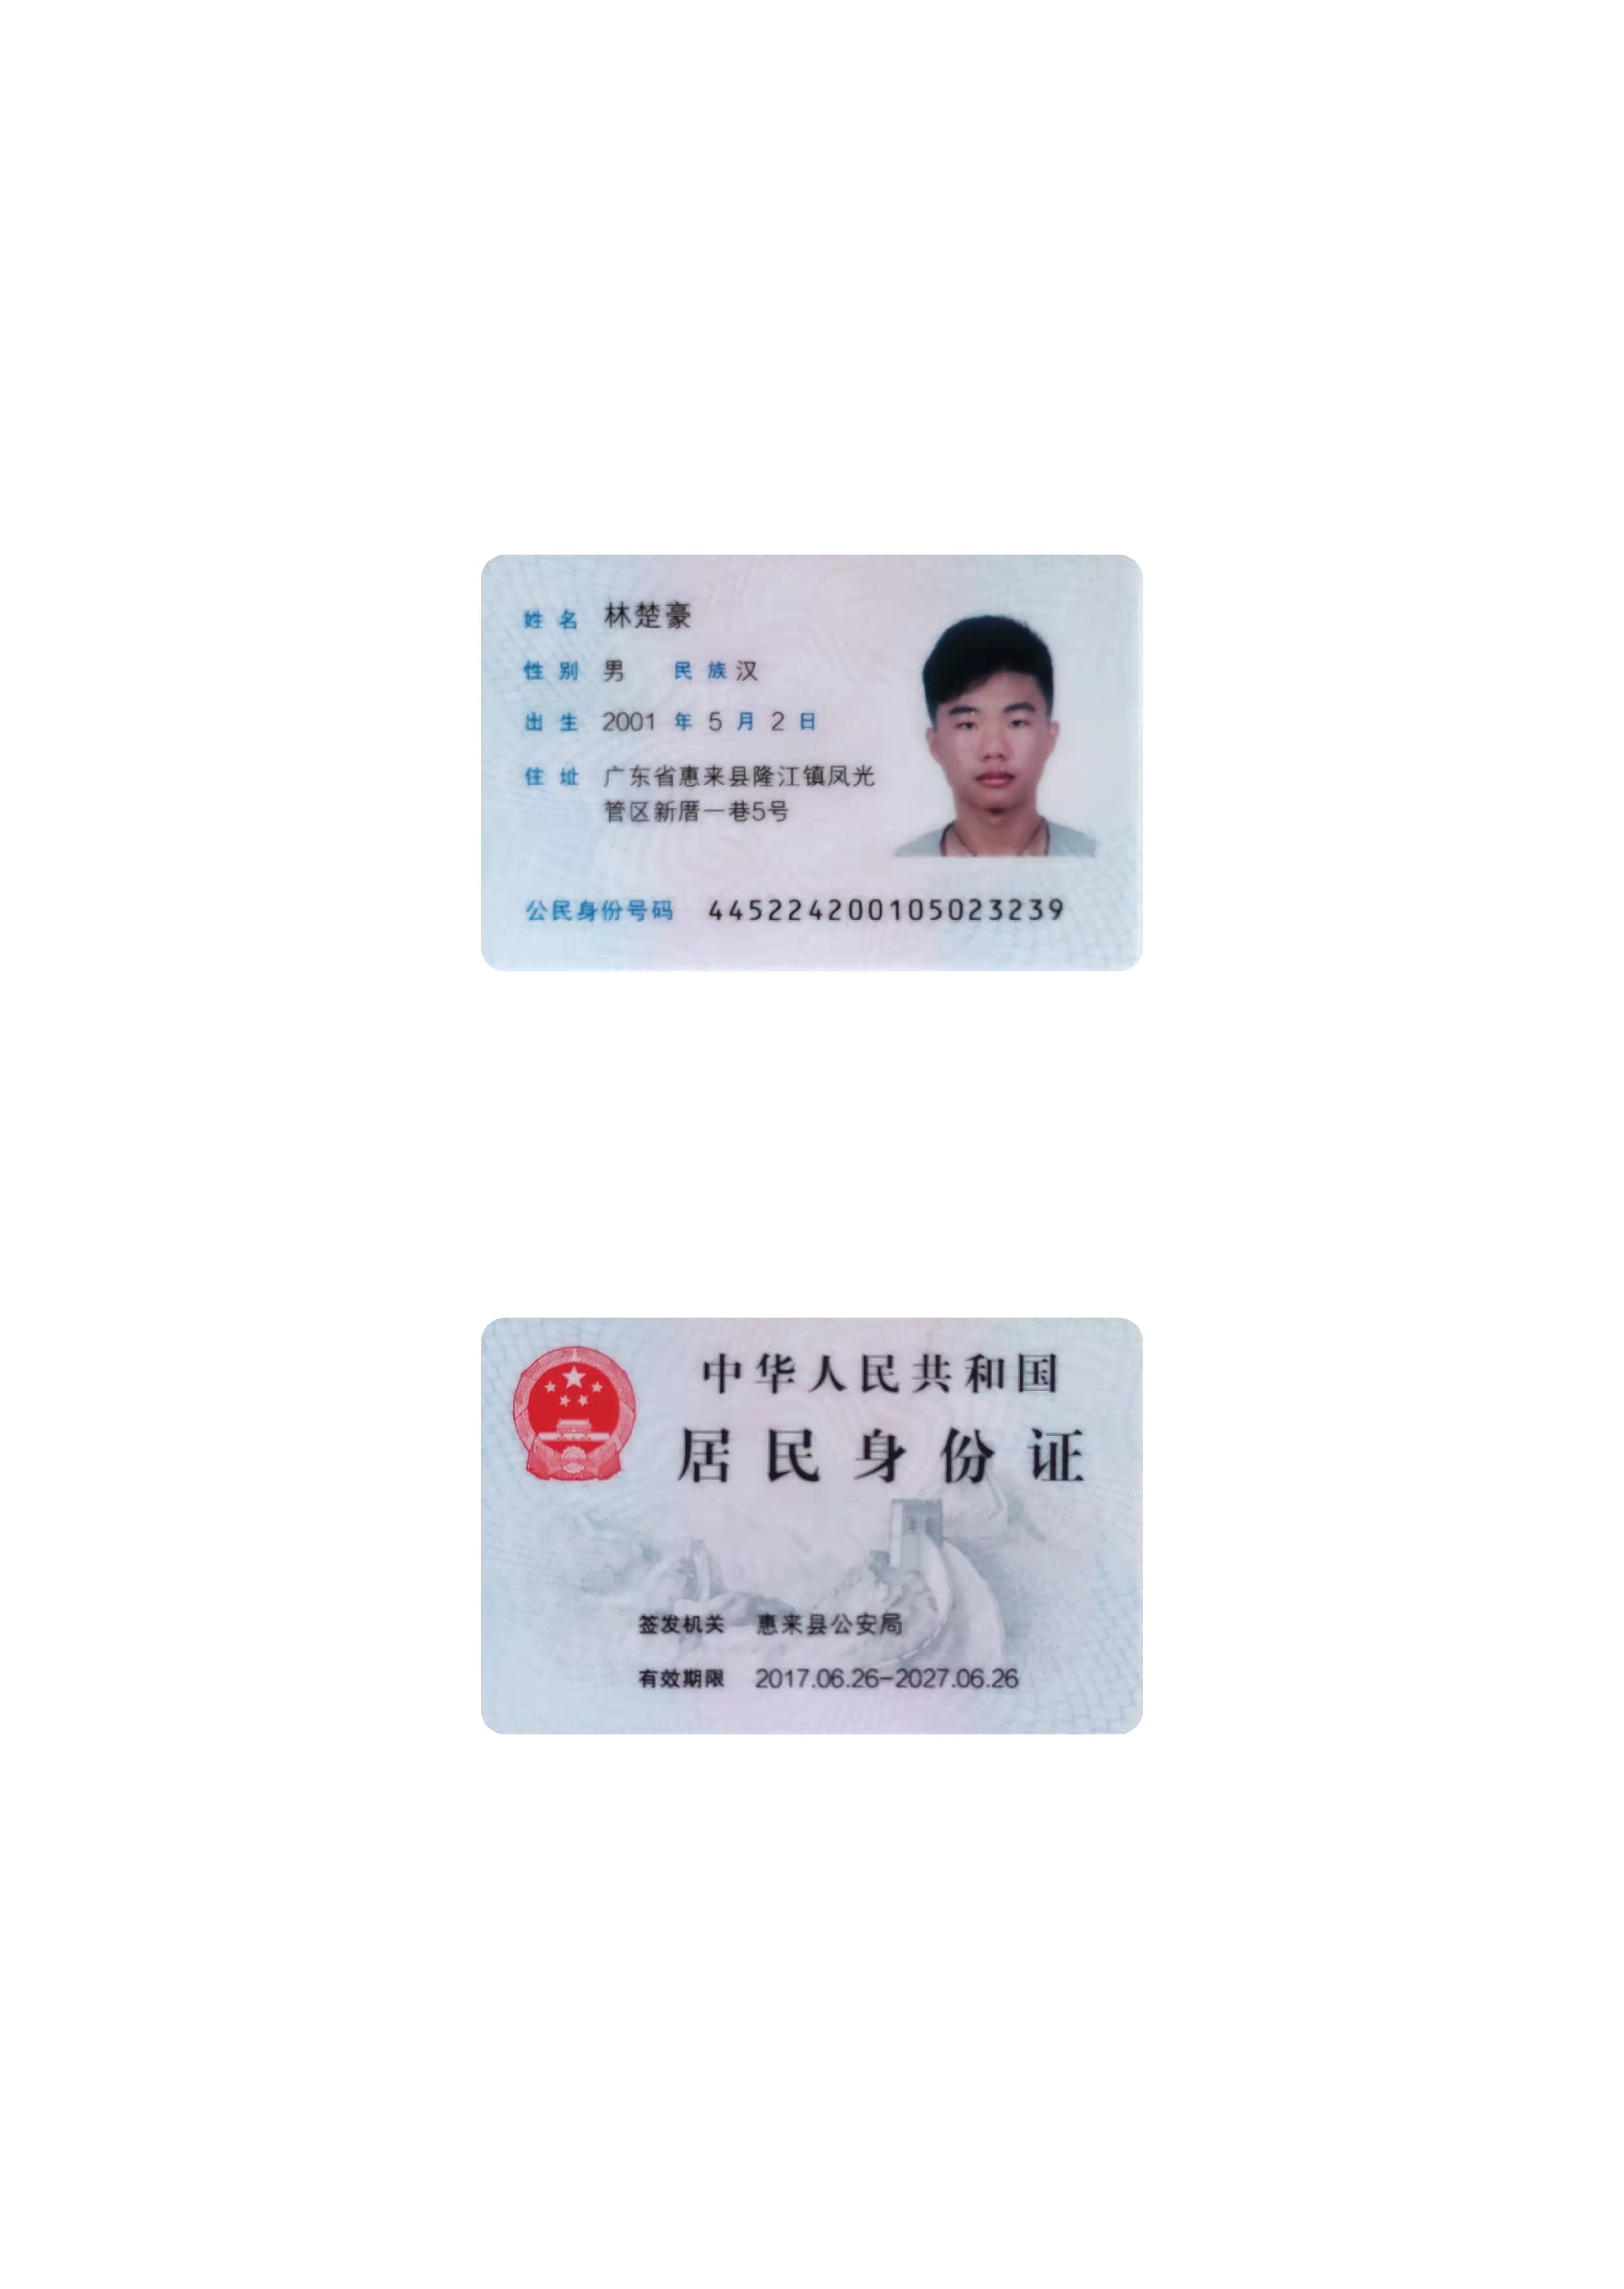 姓名 林楚豪
性别 男 民族 汉
出生 2001 年 5 月 2 日
住址 广东省惠来县隆江镇凤光
管区新厝一巷5号
公民身份号码 445224200105023239
中华人民共和国
居民身份证
签发机关 惠来县公安局
有效期限 2017.06.26-2027.06.26